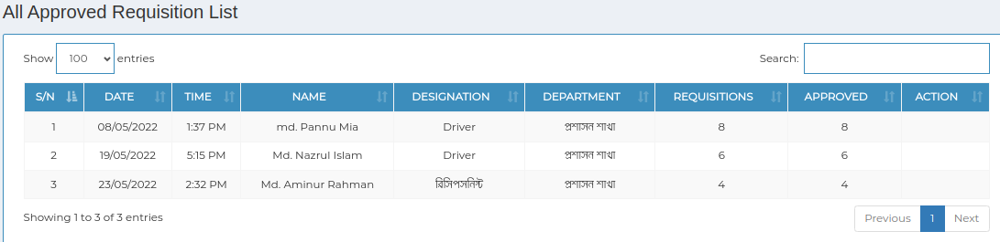 All Approved Requisition List
Show 100 entries Search:
S/N DATE TIME NAME DESIGNATION DEPARTMENT REQUISITIONS APPROVED ACTION
1 08/05/2022 1:37 PM md. Pannu Mia Driver প্রশাসন শাখা 8 8
2 19/05/2022 5:15 PM Md. Nazrul Islam Driver প্রশাসন শাখা 6 6
3 23/05/2022 2:32 PM Md. Aminur Rahman রিসিপসনিস্ট প্রশাসন শাখা 4 4
Showing 1 to 3 of 3 entries Previous 1 Next